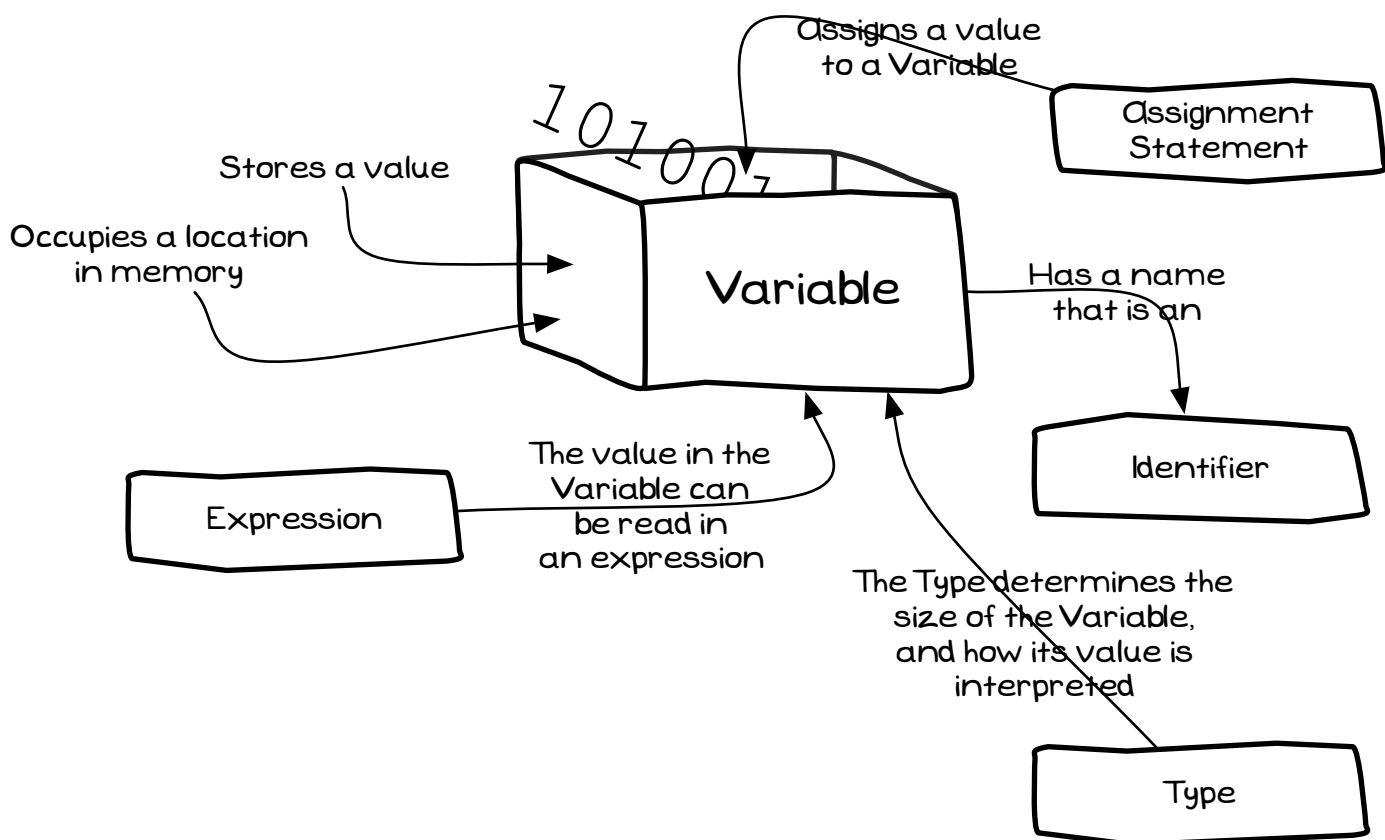 Assigns a value
to a Variable
Assignment
Statement
101001
Stores a value
Occupies a location
in memory
Variable
Has a name
that is an
Identifier
The value in the
Variable can
be read in
an expression
Expression
The Type determines the
size of the Variable,
and how its value is
interpreted
Type